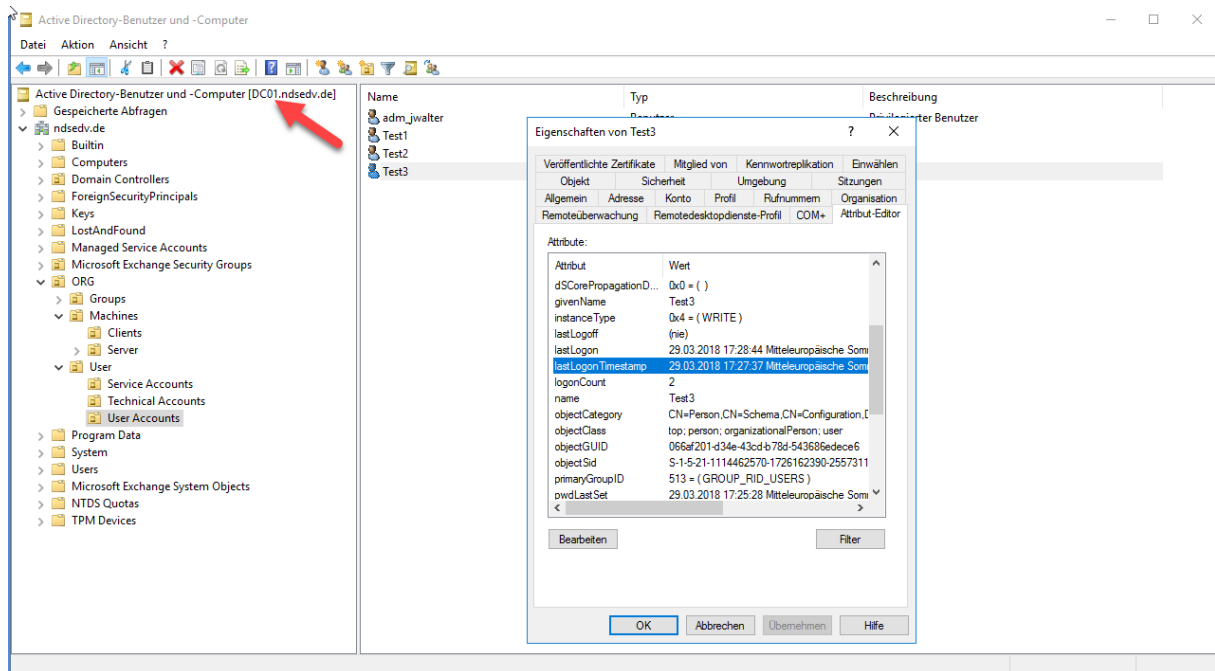 Active Directory-Benutzer und -Computer
Datei Aktion Ansicht ?
Active Directory-Benutzer und -Computer [DC01.ndsedv.de]
Gespeicherte Abfragen
ndsedv.de
Builtin
Computers
Domain Controllers
ForeignSecurityPrincipals
Keys
LostAndFound
Managed Service Accounts
Microsoft Exchange Security Groups
ORG
Groups
Machines
Clients
Server
User
Service Accounts
Technical Accounts
User Accounts
Program Data
System
Users
Microsoft Exchange System Objects
NTDS Quotas
TPM Devices
Name Typ Beschreibung
adm_jwalter
Test1
Test2
Test3
Eigenschaften von Test3 ? ×
Veröffentlichte Zertifikate Mitglied von Kennwortreplikation Einwählen
Objekt Sicherheit Umgebung Sitzungen
Allgemein Adresse Konto Profil Rufnummern Organisation
Remoteüberwachung Remotedesktopdienste-Profil COM+ Attribut-Editor
Attribute:
Attribut Wert
dSCorePropagationD... 0x0 = ( )
givenName Test3
instanceType 0x4 = ( WRITE )
lastLogoff (nie)
lastLogon 29.03.2018 17:28:44 Mitteleuropäische
lastLogonTimestamp 29.03.2018 17:27:37 Mitteleuropäische
logonCount 2
name Test3
objectCategory CN=Person,CN=Schema,CN=Configuration,
objectClass top; person; organizationalPerson; user
objectGUID 066af201-d34e-43cd-b78d-543686edece6
objectSid S-1-5-21-1114462570-1726162390-2557311
primaryGroupID 513 = ( GROUP_RID_USERS )
pwdLastSet 29.03.2018 17:25:28 Mitteleuropäische
Bearbeiten Filter
OK Abbrechen Übernehmen Hilfe